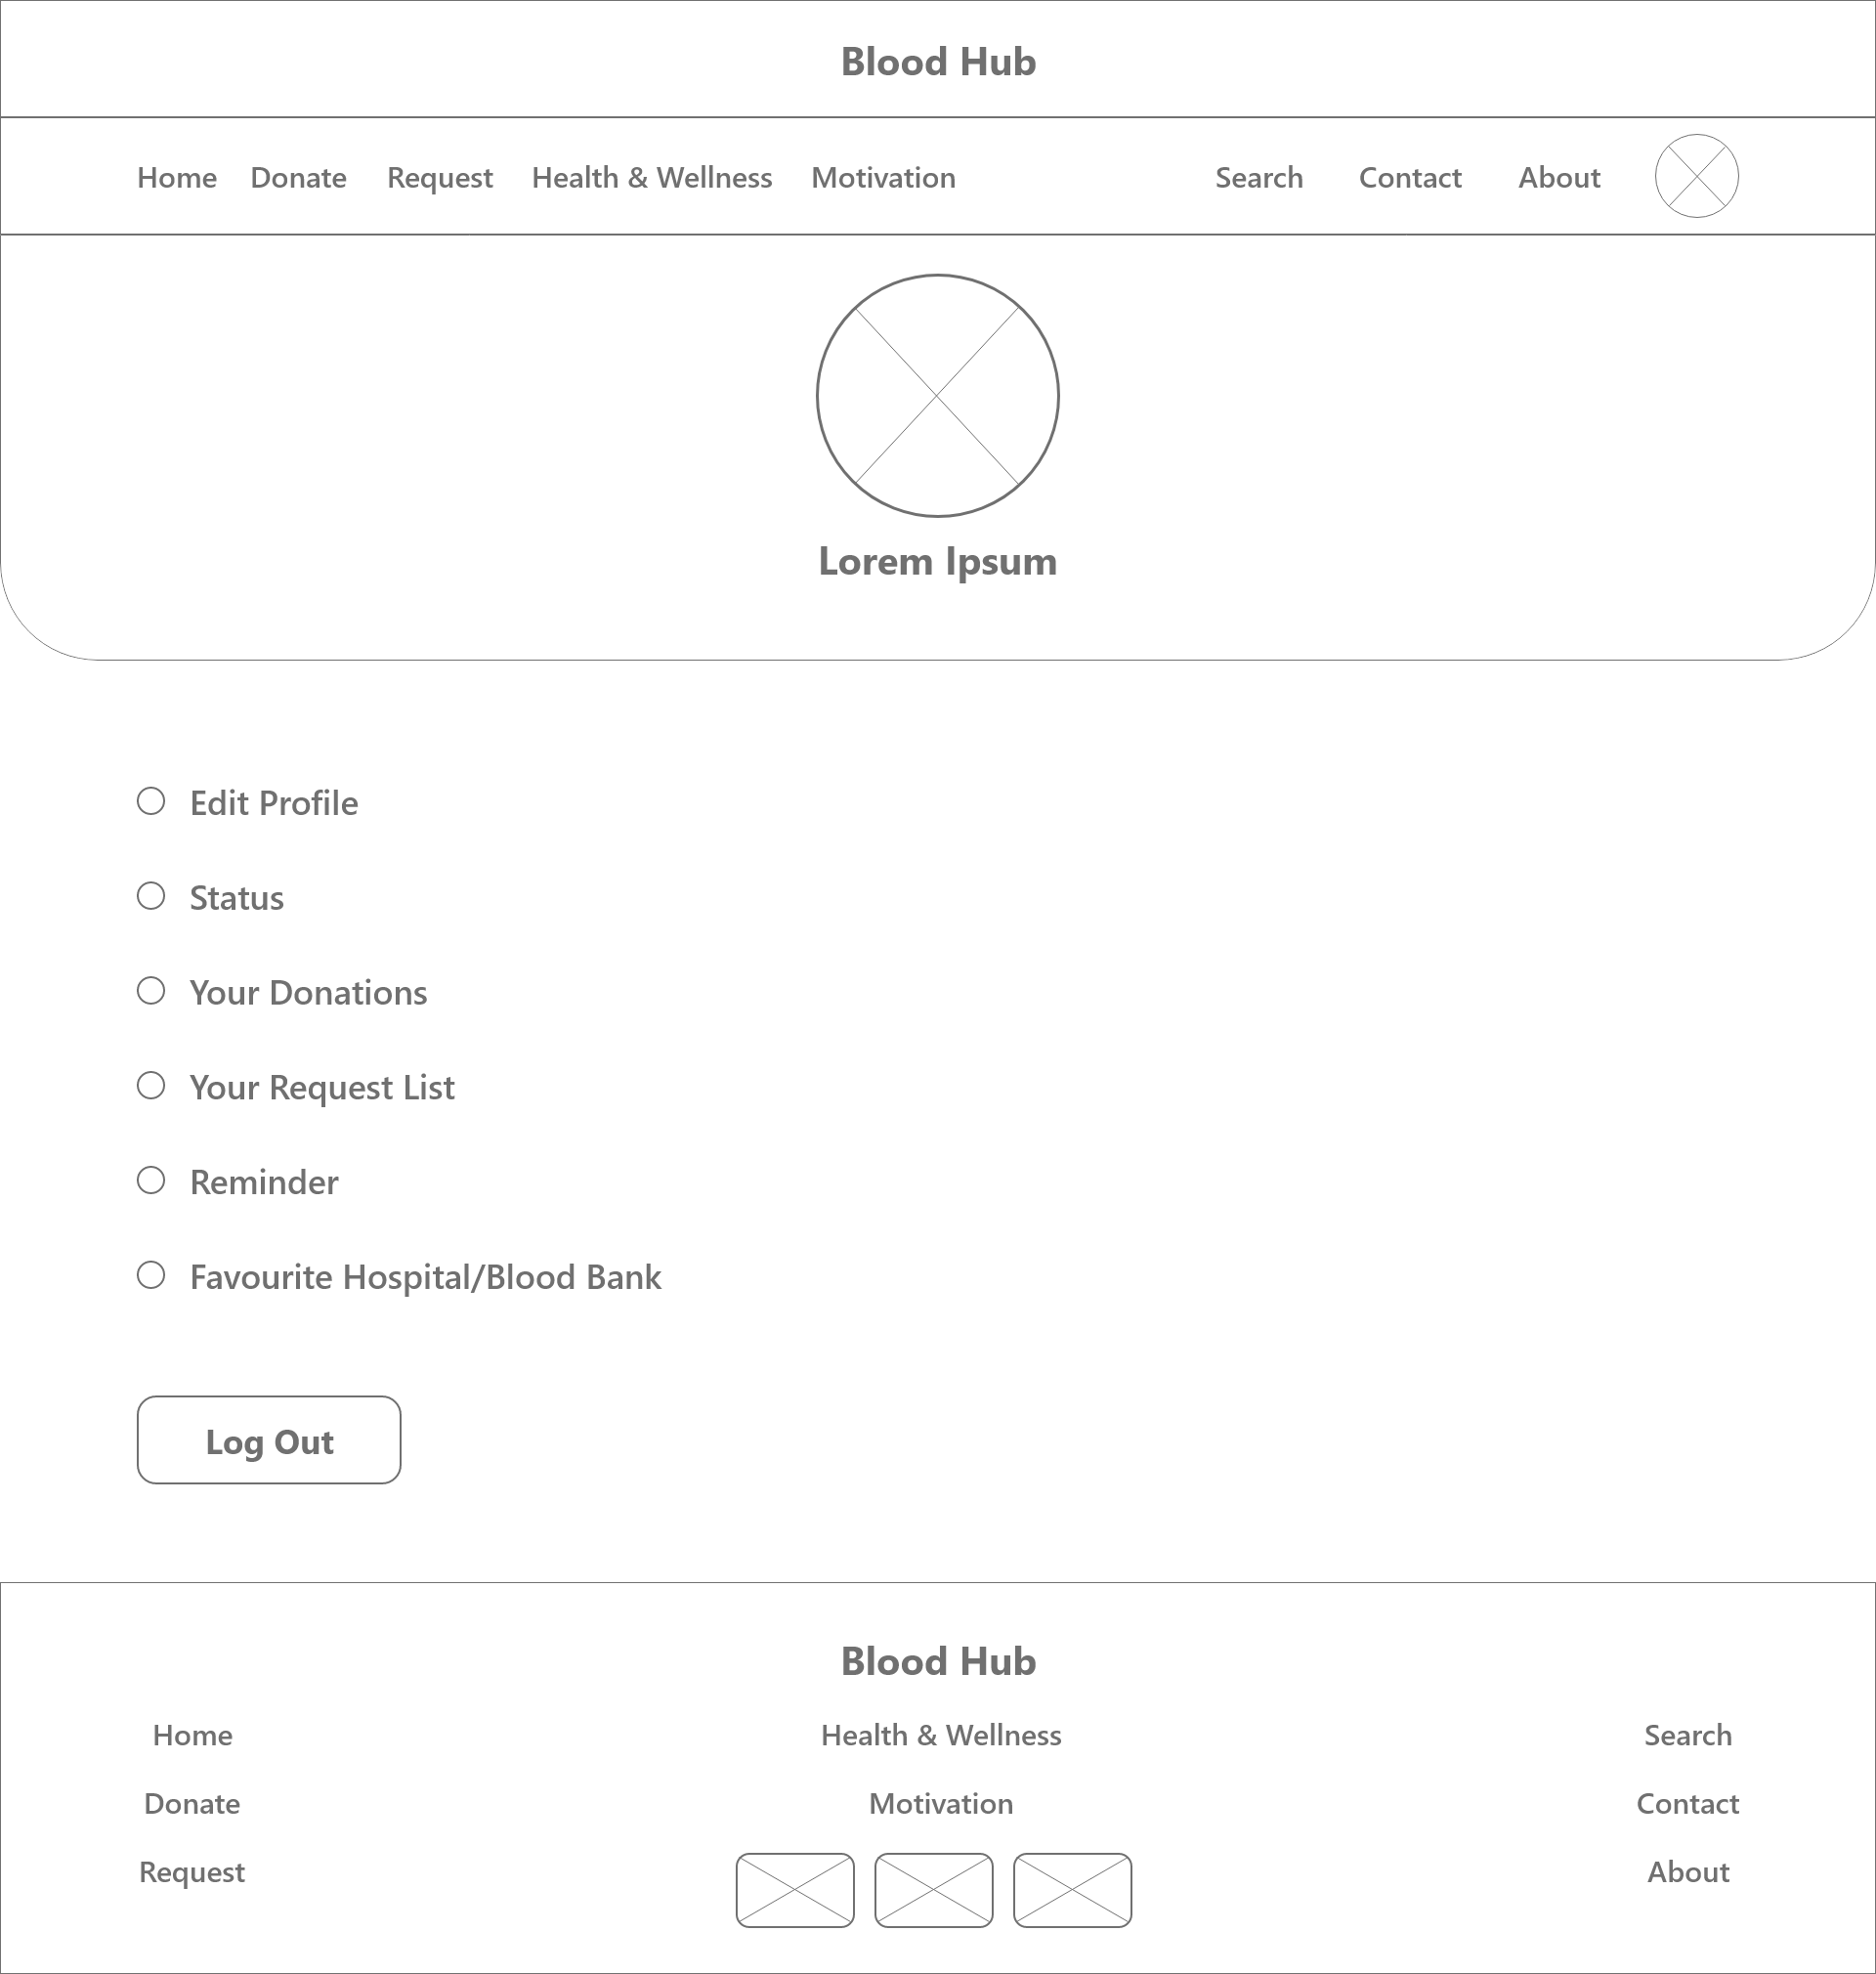 Blood Hub
Home Donate Request Health & Wellness Motivation Search Contact About
Lorem Ipsum
Edit Profile
Status
Your Donations
Your Request List
Reminder
Favourite Hospital/Blood Bank
Log Out
Blood Hub
Home Health & Wellness Search
Donate Motivation Contact
Request About